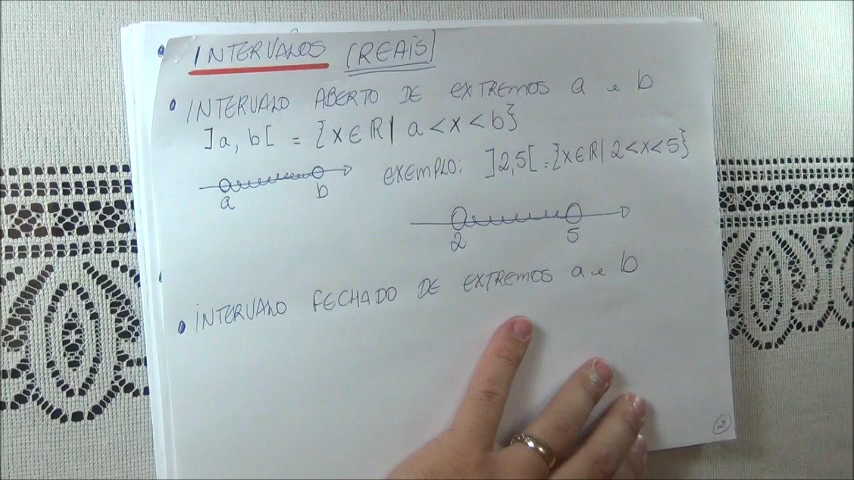 INTERVALOS (REAIS)
INTERVALO ABERTO DE EXTREMOS a e b
]a, b[ = {x ∈ ℝ | a < x < b}
a b
EXEMPLO: ]2,5[ = {x ∈ ℝ | 2 < x < 5}
2 5
INTERVALO FECHADO DE EXTREMOS a e b